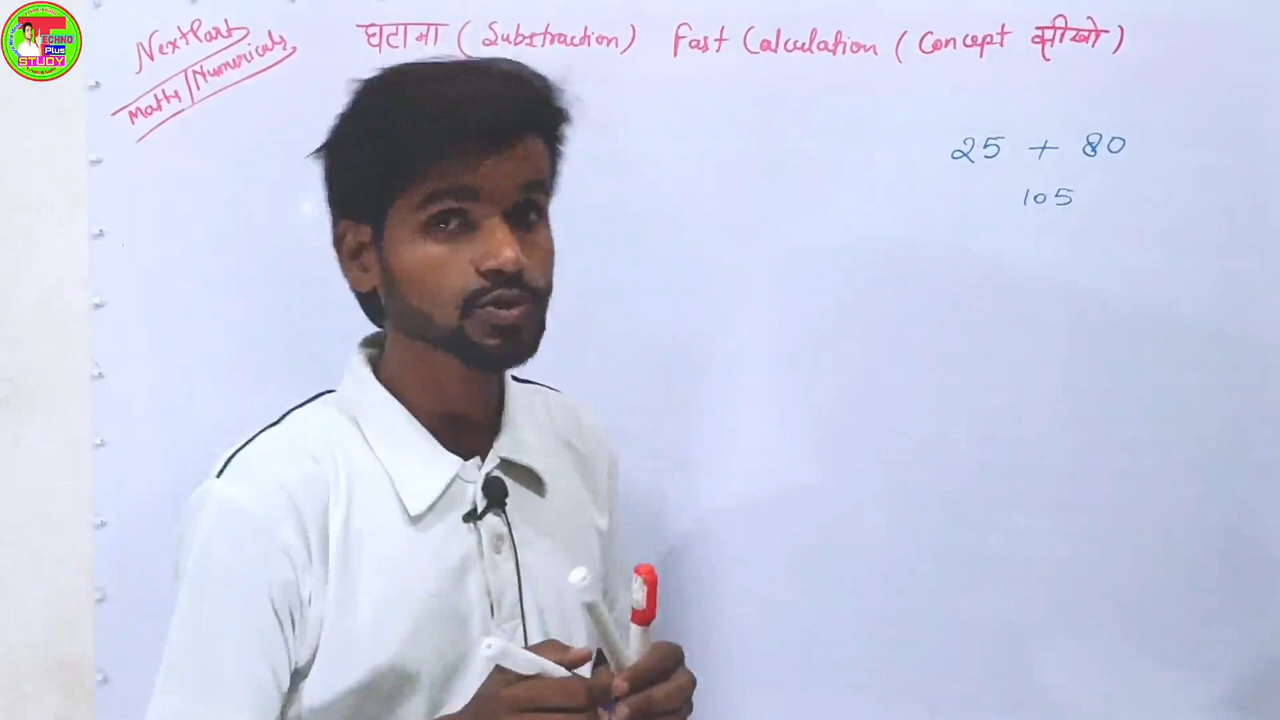 TECHNO
Plus
STUDY
Next Part
Maths/Numericals
घटाना (Substraction) Fast Calculation (Concept सीखो)
25 + 80
105